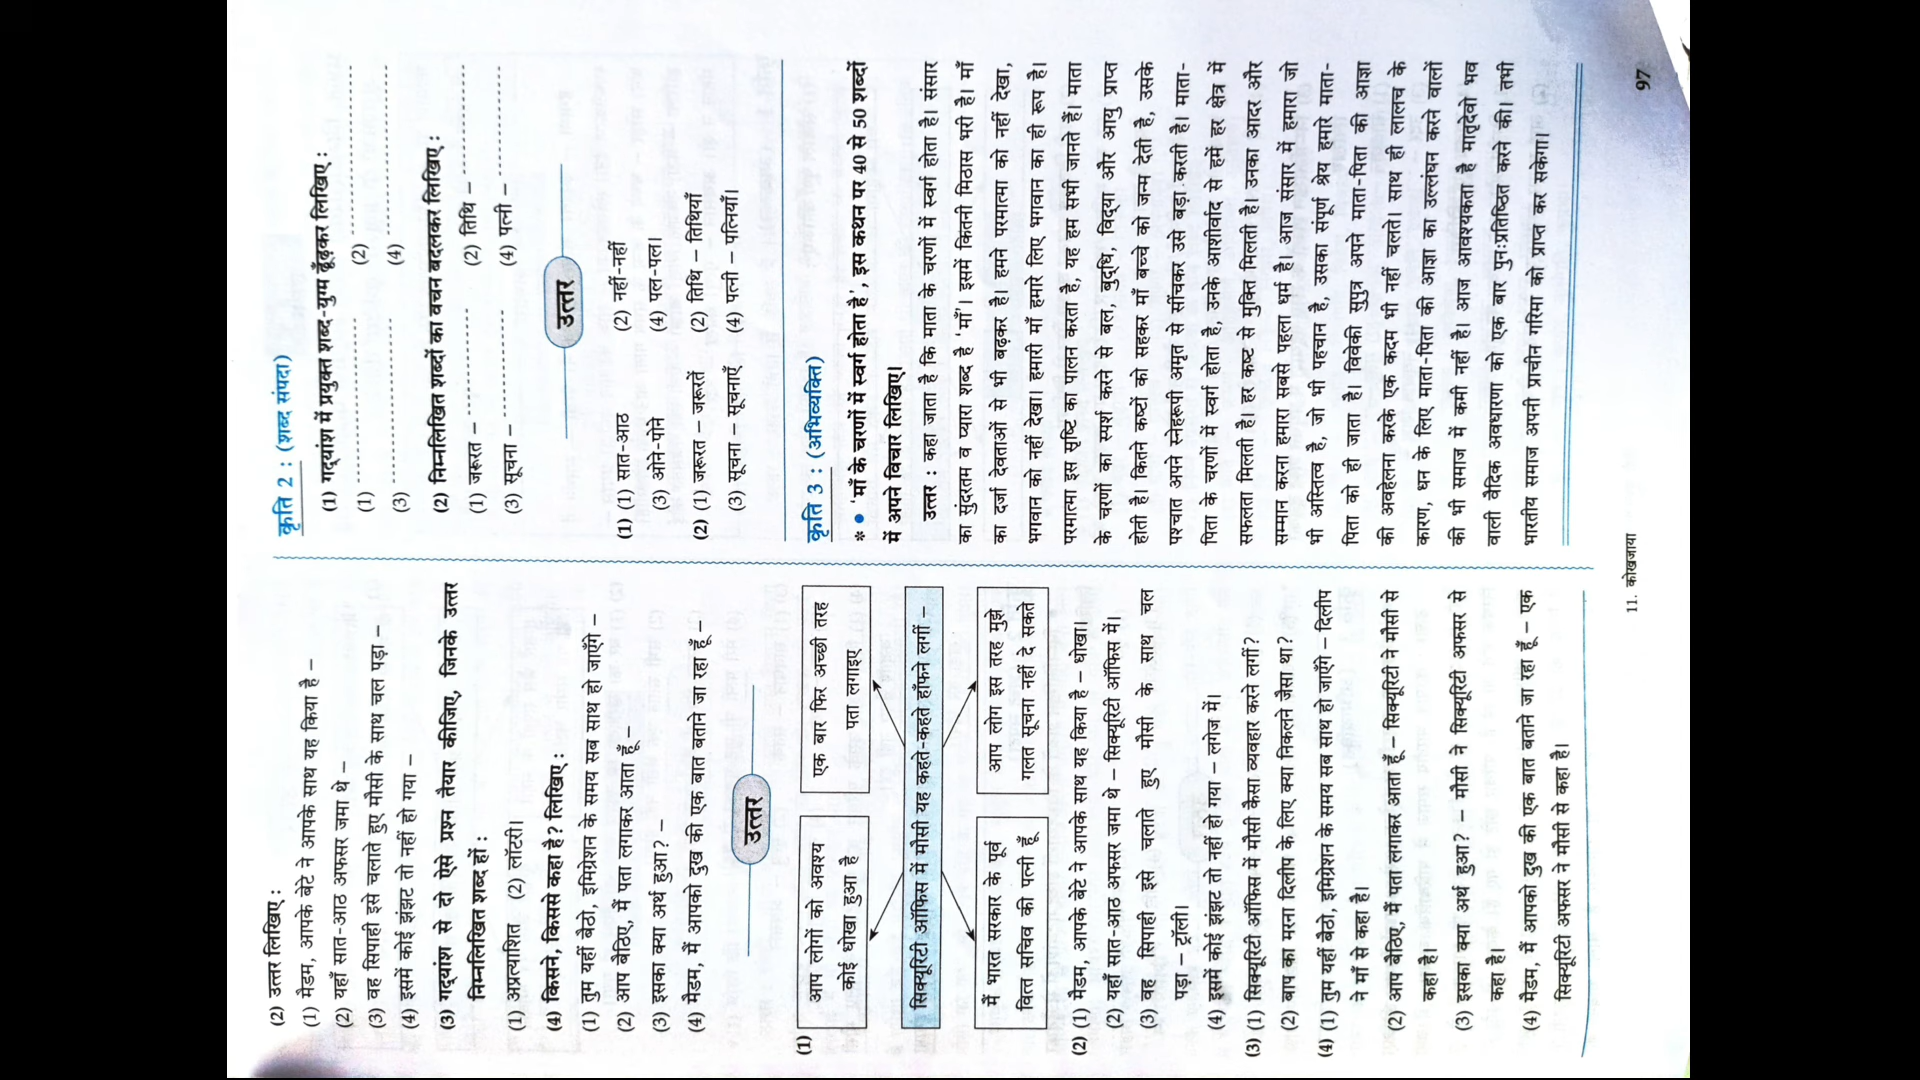 (2) उत्तर लिखिए :
(1) मैडम, आपके बेटे ने आपके साथ यह किया है –
(2) यहाँ सात-आठ अफसर जमा थे –
(3) वह सिपाही इसे चलाते हुए मौसी के साथ चल पड़ा –
(4) इसमें कोई झंझट तो नहीं हो गया –
(3) गद्यांश से दो ऐसे प्रश्न तैयार कीजिए, जिनके उत्तर
निम्नलिखित शब्द हों :
(1) अप्रत्याशित (2) लॉटरी।
(4) किसने, किससे कहा है? लिखिए :
(1) तुम यहीं बैठो, इमिग्रेशन के समय सब साथ हो जाएँगे –
(2) आप बैठिए, मैं पता लगाकर आता हूँ –
(3) इसका क्या अर्थ हुआ? –
(4) मैडम, मैं आपको दुख की एक बात बताने जा रहा हूँ –
उत्तर
(1)
आप लोगों को अवश्य
कोई धोखा हुआ है
एक बार फिर अच्छी तरह
पता लगाइए
सिक्यूरिटी ऑफिस में मौसी यह कहते-कहते हाँफने लगीं –
मैं भारत सरकार के पूर्व
वित्त सचिव की पत्नी हूँ
आप लोग इस तरह मुझे
गलत सूचना नहीं दे सकते
(2) (1) मैडम, आपके बेटे ने आपके साथ यह किया है – धोखा।
(2) यहाँ सात-आठ अफसर जमा थे – सिक्यूरिटी ऑफिस में।
(3) वह सिपाही इसे चलाते हुए मौसी के साथ चल
पड़ा – ट्रॉली।
(4) इसमें कोई झंझट तो नहीं हो गया – लोज में।
(3) (1) सिक्यूरिटी ऑफिस में मौसी कैसा व्यवहार करने लगीं?
(2) बाप का मरना दिलीप के लिए क्या निकलने जैसा था?
(4) (1) तुम यहीं बैठो, इमिग्रेशन के समय सब साथ हो जाएँगे – दिलीप
ने माँ से कहा है।
(2) आप बैठिए, मैं पता लगाकर आता हूँ – सिक्यूरिटी ने मौसी से
कहा है।
(3) इसका क्या अर्थ हुआ? – मौसी ने सिक्यूरिटी अफसर से
कहा है।
(4) मैडम, मैं आपको दुख की एक बात बताने जा रहा हूँ – एक
सिक्यूरिटी अफसर ने मौसी से कहा है।
कृति 2 : (शब्द संपदा)
(1) गद्यांश में प्रयुक्त शब्द-युग्म ढूँढ़कर लिखिए :
(1) -------------------- (2) --------------------
(3) -------------------- (4) --------------------
(2) निम्नलिखित शब्दों का वचन बदलकर लिखिए :
(1) जरूरत – -------------- (2) तिथि – --------------
(3) सूचना – -------------- (4) पत्नी – --------------
उत्तर
(1) (1) सात-आठ (2) नहीं-नहीं
(3) ओने-पोने (4) पल-पल।
(2) (1) जरूरत – जरूरतें (2) तिथि – तिथियाँ
(3) सूचना – सूचनाएँ (4) पत्नी – पत्नियाँ।
कृति 3 : (अभिव्यक्ति)
* ● 'माँ के चरणों में स्वर्ग होता है', इस कथन पर 40 से 50 शब्दों
में अपने विचार लिखिए।
उत्तर : कहा जाता है कि माता के चरणों में स्वर्ग होता है। संसार
का सुंदरतम व प्यारा शब्द है 'माँ'। इसमें कितनी मिठास भरी है। माँ
का दर्जा देवताओं से भी बढ़कर है। हमने परमात्मा को नहीं देखा,
भगवान को नहीं देखा। हमारी माँ हमारे लिए भगवान का ही रूप है।
परमात्मा इस सृष्टि का पालन करता है, यह हम सभी जानते हैं। माता
के चरणों का स्पर्श करने से बल, बुद्धि, विद्या और आयु प्राप्त
होती है। कितने कष्टों को सहकर माँ बच्चे को जन्म देती है, उसके
पश्चात अपने स्नेहरूपी अमृत से सींचकर उसे बड़ा करती है। माता-
पिता के चरणों में स्वर्ग होता है, उनके आशीर्वाद से हमें हर क्षेत्र में
सफलता मिलती है। हर कष्ट से मुक्ति मिलती है। उनका आदर और
सम्मान करना हमारा सबसे पहला धर्म है। आज संसार में हमारा जो
भी अस्तित्व है, जो भी पहचान है, उसका संपूर्ण श्रेय हमारे माता-
पिता को ही जाता है। विवेकी सुपुत्र अपने माता-पिता की आज्ञा
की अवहेलना करके एक कदम भी नहीं चलते। साथ ही लालच के
कारण, धन के लिए माता-पिता की आज्ञा का उल्लंघन करने वालों
की भी समाज में कमी नहीं है। आज आवश्यकता है मातृदेवो भव
वाली वैदिक अवधारणा को एक बार पुनःप्रतिष्ठित करने की। तभी
भारतीय समाज अपनी प्राचीन गरिमा को प्राप्त कर सकेगा।
11. कोखजाया
97